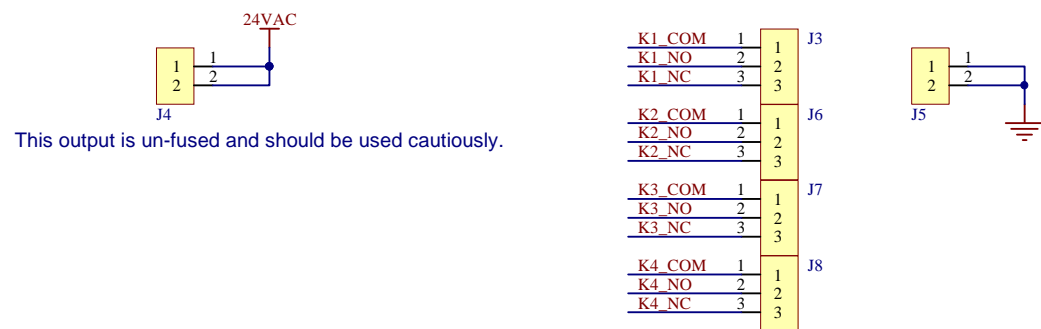 24VAC
1 1
2 2
J4
This output is un-fused and should be used cautiously.
K1_COM 1 1 J3
K1_NO 2 2
K1_NC 3 3
K2_COM 1 1 J6
K2_NO 2 2
K2_NC 3 3
K3_COM 1 1 J7
K3_NO 2 2
K3_NC 3 3
K4_COM 1 1 J8
K4_NO 2 2
K4_NC 3 3
1 1
2 2
J5